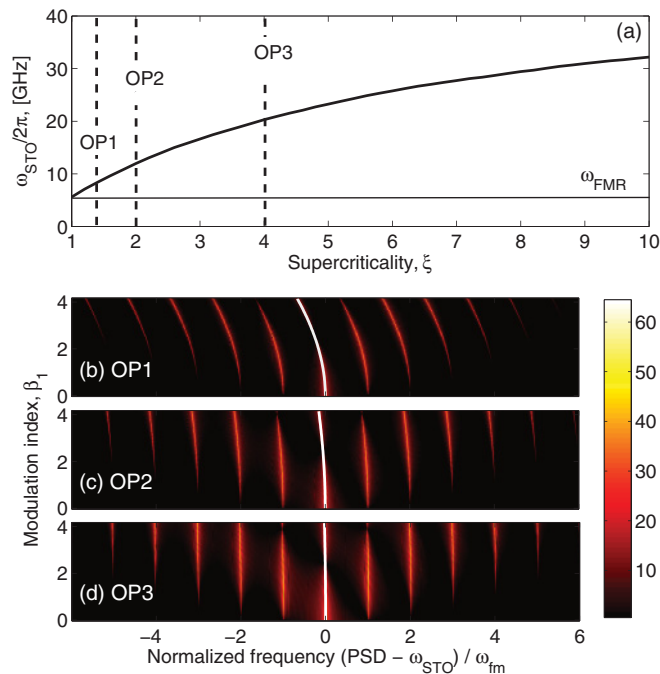 40
(a)
OP3
30
OP2
20
OP1
10
ω_FMR
0
ω_STO/2π, [GHz]
1 2 3 4 5 6 7 8 9 10
Supercriticality, ξ
4
2
(b) OP1
0
4
2
(c) OP2
0
4
2
(d) OP3
0
Modulation index, β₁
−4 −2 0 2 4 6
Normalized frequency (PSD − ω_STO) / ω_fm
60
50
40
30
20
10